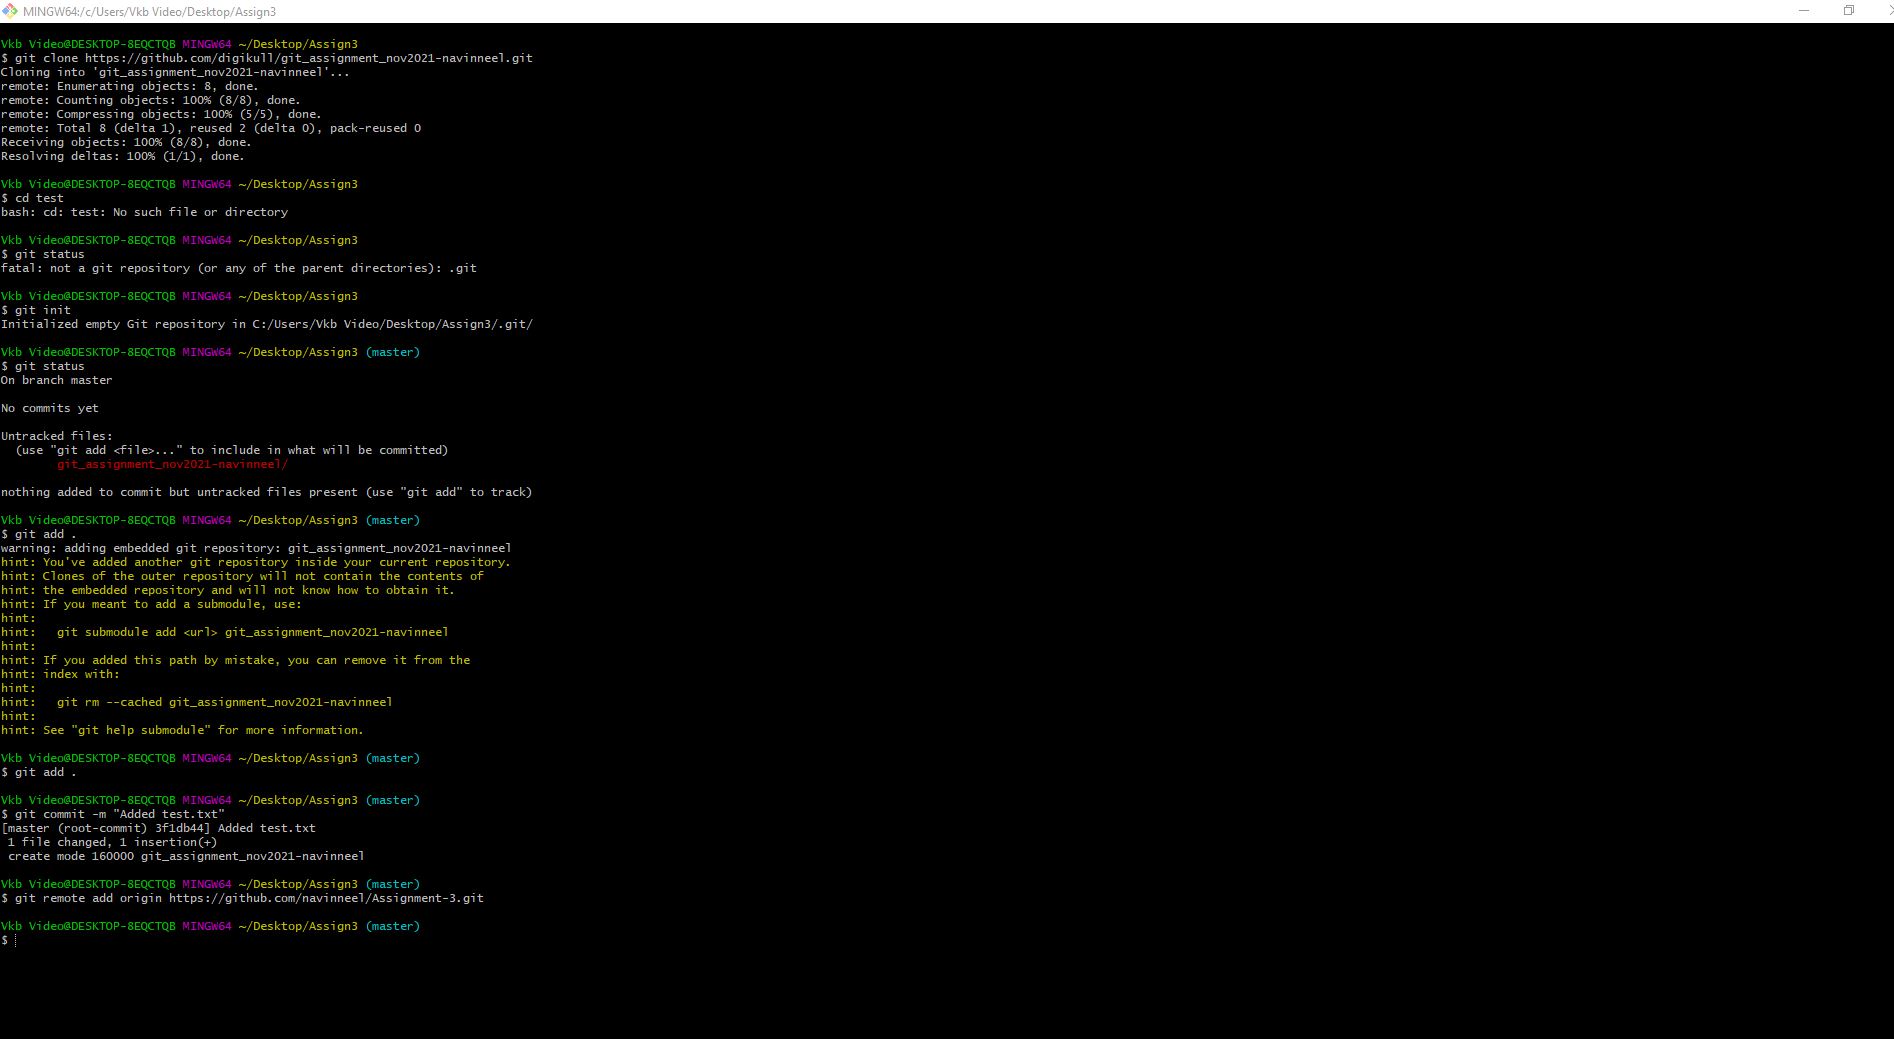 MINGW64:/c/Users/Vkb Video/Desktop/Assign3
Vkb Video@DESKTOP-8EQCTQB MINGW64 ~/Desktop/Assign3
$ git clone https://github.com/digikull/git_assignment_nov2021-navinneel.git
Cloning into 'git_assignment_nov2021-navinneel'...
remote: Enumerating objects: 8, done.
remote: Counting objects: 100% (8/8), done.
remote: Compressing objects: 100% (5/5), done.
remote: Total 8 (delta 1), reused 2 (delta 0), pack-reused 0
Receiving objects: 100% (8/8), done.
Resolving deltas: 100% (1/1), done.
Vkb Video@DESKTOP-8EQCTQB MINGW64 ~/Desktop/Assign3
$ cd test
bash: cd: test: No such file or directory
Vkb Video@DESKTOP-8EQCTQB MINGW64 ~/Desktop/Assign3
$ git status
fatal: not a git repository (or any of the parent directories): .git
Vkb Video@DESKTOP-8EQCTQB MINGW64 ~/Desktop/Assign3
$ git init
Initialized empty Git repository in C:/Users/Vkb Video/Desktop/Assign3/.git/
Vkb Video@DESKTOP-8EQCTQB MINGW64 ~/Desktop/Assign3 (master)
$ git status
On branch master
No commits yet
Untracked files:
(use "git add <file>..." to include in what will be committed)
git_assignment_nov2021-navinneel/
nothing added to commit but untracked files present (use "git add" to track)
Vkb Video@DESKTOP-8EQCTQB MINGW64 ~/Desktop/Assign3 (master)
$ git add .
warning: adding embedded git repository: git_assignment_nov2021-navinneel
hint: You've added another git repository inside your current repository.
hint: Clones of the outer repository will not contain the contents of
hint: the embedded repository and will not know how to obtain it.
hint: If you meant to add a submodule, use:
hint:
hint: git submodule add <url> git_assignment_nov2021-navinneel
hint:
hint: If you added this path by mistake, you can remove it from the
hint: index with:
hint:
hint: git rm --cached git_assignment_nov2021-navinneel
hint:
hint: See "git help submodule" for more information.
Vkb Video@DESKTOP-8EQCTQB MINGW64 ~/Desktop/Assign3 (master)
$ git add .
Vkb Video@DESKTOP-8EQCTQB MINGW64 ~/Desktop/Assign3 (master)
$ git commit -m "Added test.txt"
[master (root-commit) 3f1db44] Added test.txt
1 file changed, 1 insertion(+)
create mode 160000 git_assignment_nov2021-navinneel
Vkb Video@DESKTOP-8EQCTQB MINGW64 ~/Desktop/Assign3 (master)
$ git remote add origin https://github.com/navinneel/Assignment-3.git
Vkb Video@DESKTOP-8EQCTQB MINGW64 ~/Desktop/Assign3 (master)
$